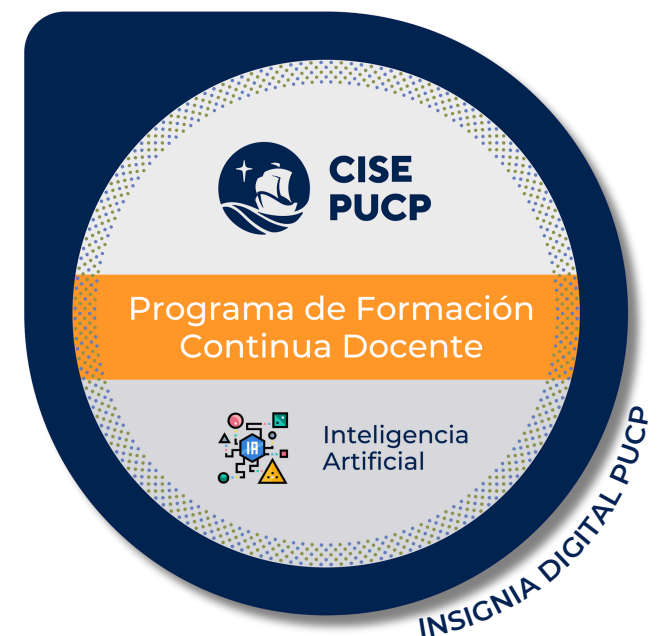 CISE
PUCP
Programa de Formación
Continua Docente
IA
Inteligencia
Artificial
INSIGNIA DIGITAL PUCP